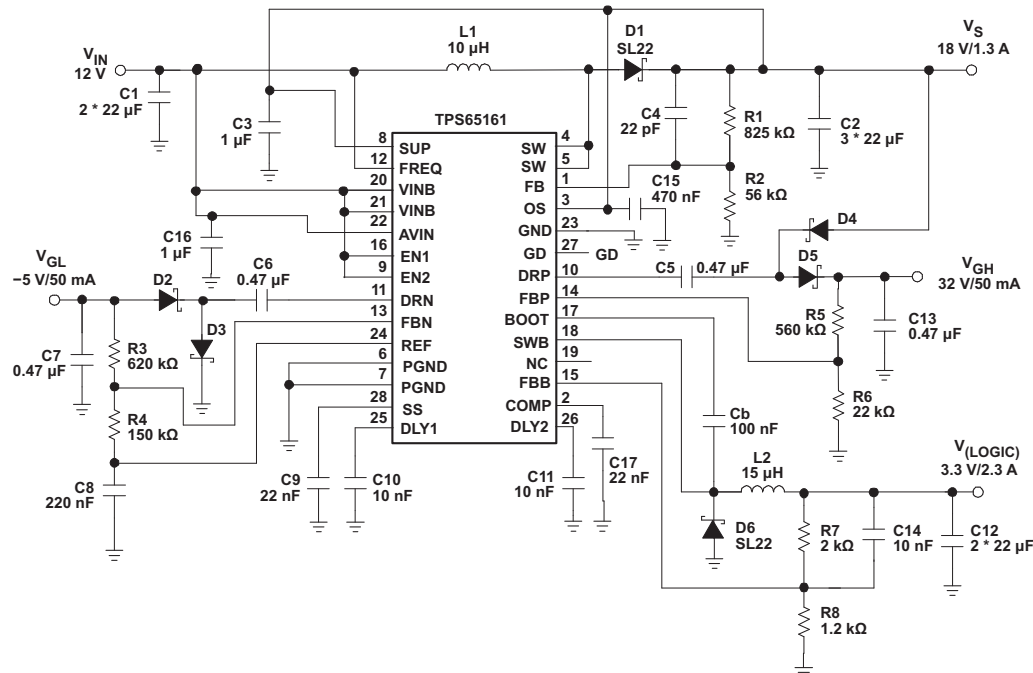 L1
10 µH
D1
SL22
V_IN
12 V
V_S
18 V/1.3 A
C1
2 * 22 µF
C3
1 µF
C4
22 pF
R1
825 kΩ
C2
3 * 22 µF
R2
56 kΩ
C15
470 nF
TPS65161
8 SUP
12 FREQ
20 VINB
21 VINB
22 AVIN
16 EN1
9 EN2
11 DRN
13 FBN
24 REF
6 PGND
7 PGND
28 SS
25 DLY1
SW 4
SW 5
FB 1
OS 3
GND 23
GD 27 GD
DRP 10
FBP 14
BOOT 17
SWB 18
NC 19
FBB 15
COMP 2
DLY2 26
C16
1 µF
V_GL
−5 V/50 mA
D2
C6
0.47 µF
D3
C7
0.47 µF
R3
620 kΩ
R4
150 kΩ
C8
220 nF
C9
22 nF
C10
10 nF
C11
10 nF
C17
22 nF
D4
C5 0.47 µF
D5
V_GH
32 V/50 mA
R5
560 kΩ
C13
0.47 µF
R6
22 kΩ
Cb
100 nF
L2
15 µH
V_(LOGIC)
3.3 V/2.3 A
D6
SL22
R7
2 kΩ
C14
10 nF
C12
2 * 22 µF
R8
1.2 kΩ